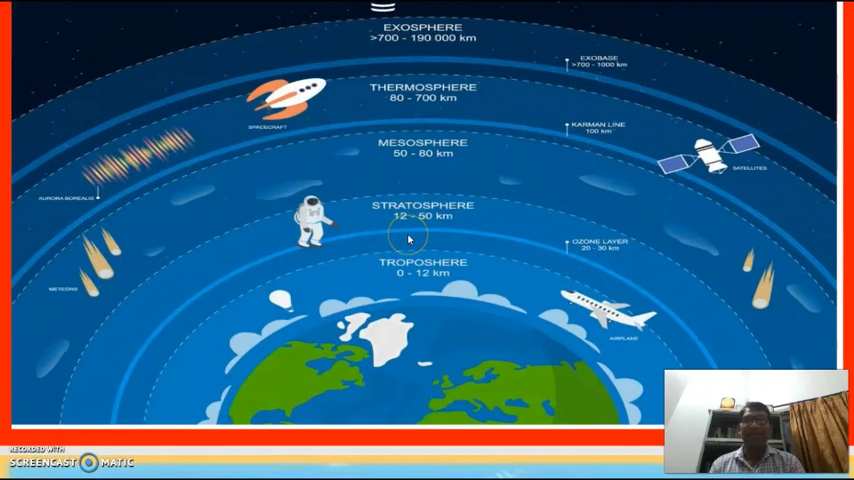 EXOSPHERE
>700 - 190 000 km
EXOBASE
>700 - 1000 km
THERMOSPHERE
80 - 700 km
SPACECRAFT
KARMAN LINE
100 km
MESOSPHERE
50 - 80 km
SATELLITES
AURORA BOREALIS
STRATOSPHERE
12 - 50 km
OZONE LAYER
20 - 30 km
TROPOSHERE
0 - 12 km
METEORS
AIRPLANE
RECORDED WITH
SCREENCAST MATIC